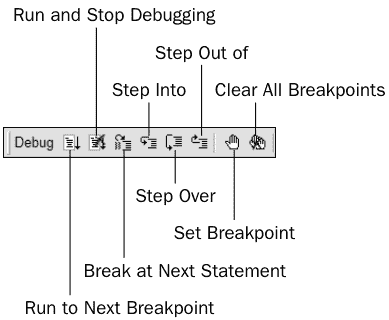 Run and Stop Debugging
Step Out of
Step Into
Clear All Breakpoints
Debug
Step Over
Set Breakpoint
Break at Next Statement
Run to Next Breakpoint